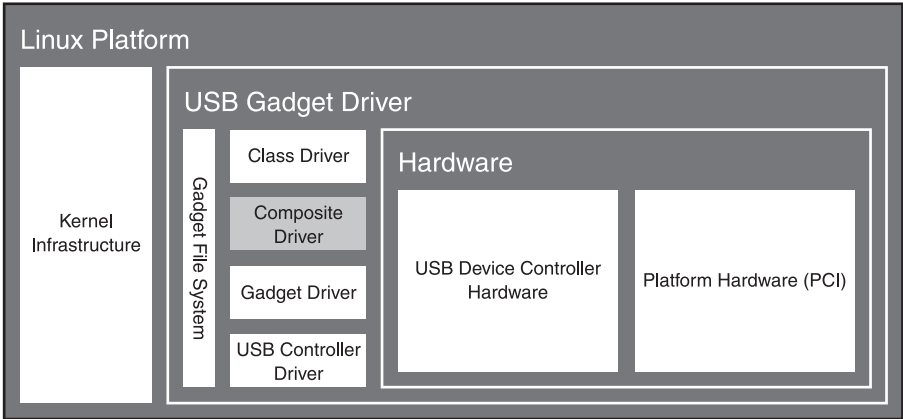 Linux Platform
Kernel
Infrastructure
USB Gadget Driver
Gadget File System
Class Driver
Composite
Driver
Gadget Driver
USB Controller
Driver
Hardware
USB Device Controller
Hardware
Platform Hardware (PCI)